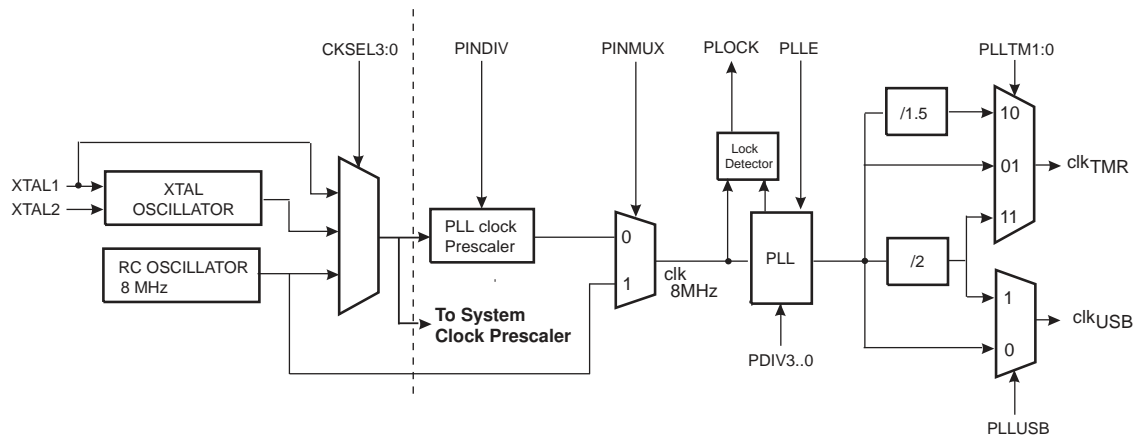 CKSEL3:0
PINDIV
PINMUX
PLOCK
PLLE
PLLTM1:0
/1.5
10
Lock
Detector
01
clkTMR
XTAL1
XTAL2
XTAL
OSCILLATOR
PLL clock
Prescaler
0
1
11
/2
PLL
RC OSCILLATOR
8 MHz
clk
8MHz
1
0
clkUSB
To System
Clock Prescaler
PDIV3..0
PLLUSB